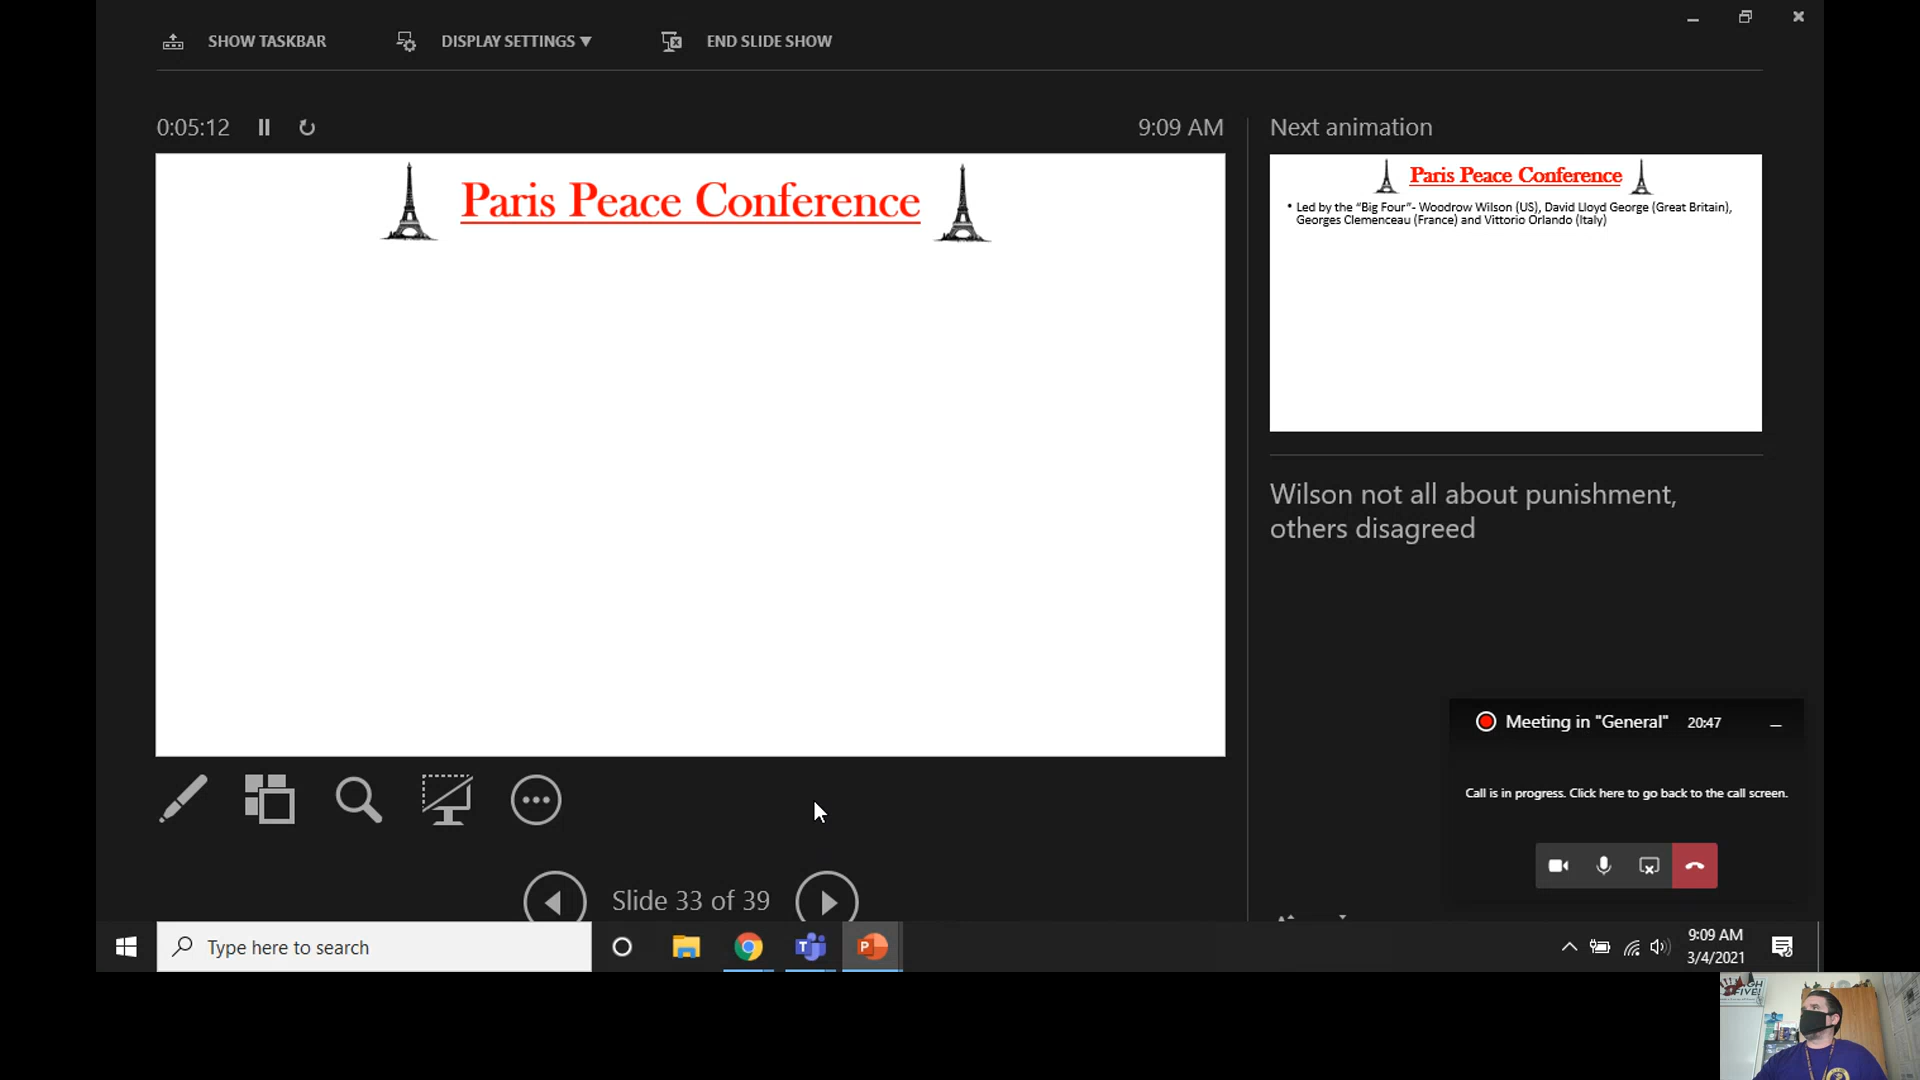 SHOW TASKBAR
DISPLAY SETTINGS ▼
END SLIDE SHOW
0:05:12
9:09 AM
Next animation
Paris Peace Conference
Paris Peace Conference
• Led by the “Big Four”- Woodrow Wilson (US), David Lloyd George (Great Britain),
Georges Clemenceau (France) and Vittorio Orlando (Italy)
Wilson not all about punishment,
others disagreed
Meeting in "General" 20:47
Call is in progress. Click here to go back to the call screen.
Slide 33 of 39
Type here to search
9:09 AM
3/4/2021
FIVE!